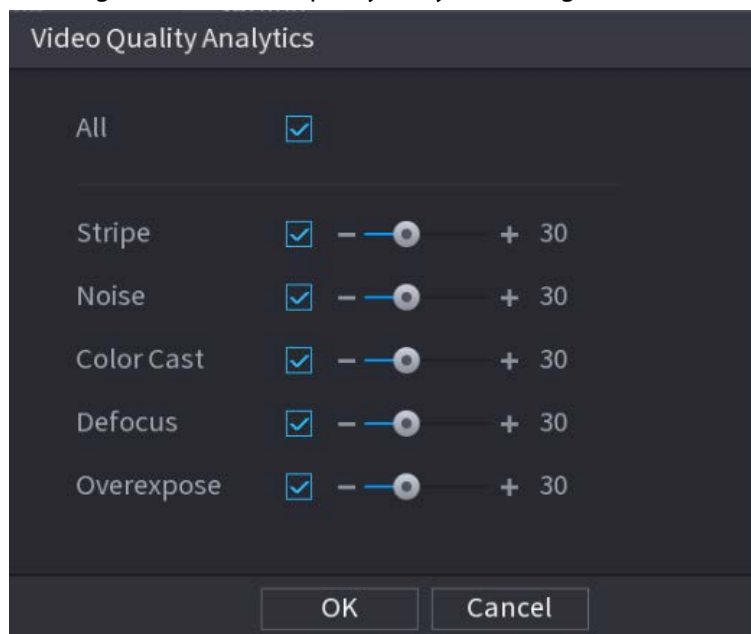 Video Quality Analytics
All
Stripe - + 30
Noise - + 30
Color Cast - + 30
Defocus - + 30
Overexpose - + 30
OK Cancel